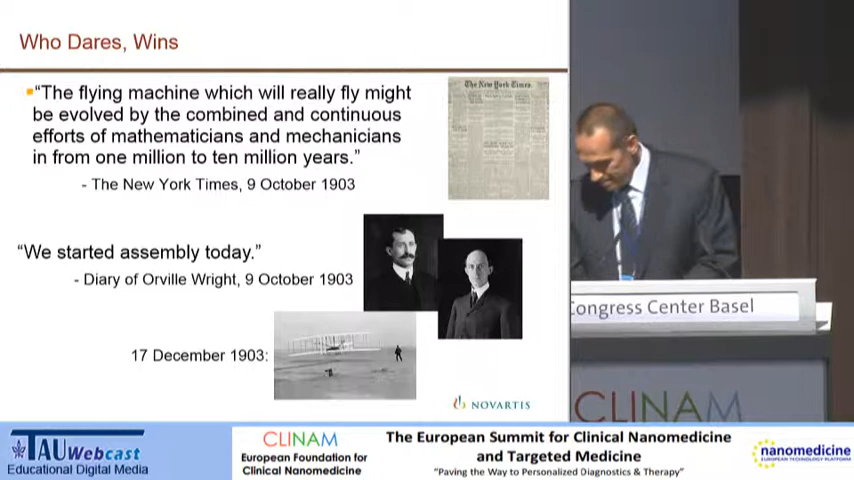 Who Dares, Wins
“The flying machine which will really fly might
be evolved by the combined and continuous
efforts of mathematicians and mechanicians
in from one million to ten million years.”
- The New York Times, 9 October 1903
The New York Times.
“We started assembly today.”
- Diary of Orville Wright, 9 October 1903
17 December 1903:
NOVARTIS
Congress Center Basel
CLINAM
TAU Webcast
Educational Digital Media
CLINAM
European Foundation for
Clinical Nanomedicine
The European Summit for Clinical Nanomedicine
and Targeted Medicine
"Paving the Way to Personalized Diagnostics & Therapy"
nanomedicine
EUROPEAN TECHNOLOGY PLATFORM